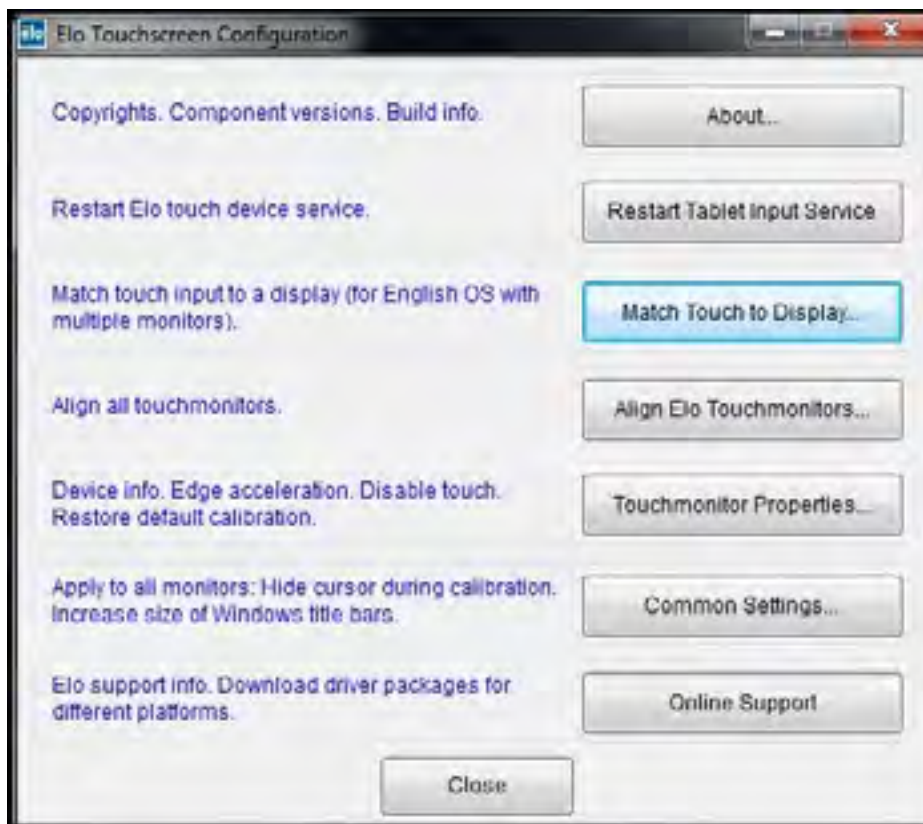 elo Elo Touchscreen Configuration
Copyrights. Component versions. Build info.
About...
Restart Elo touch device service.
Restart Tablet Input Service
Match touch input to a display (for English OS with
multiple monitors).
Match Touch to Display...
Align all touchmonitors.
Align Elo Touchmonitors...
Device info. Edge acceleration. Disable touch.
Restore default calibration.
Touchmonitor Properties...
Apply to all monitors: Hide cursor during calibration.
Increase size of Windows title bars.
Common Settings...
Elo support info. Download driver packages for
different platforms.
Online Support
Close